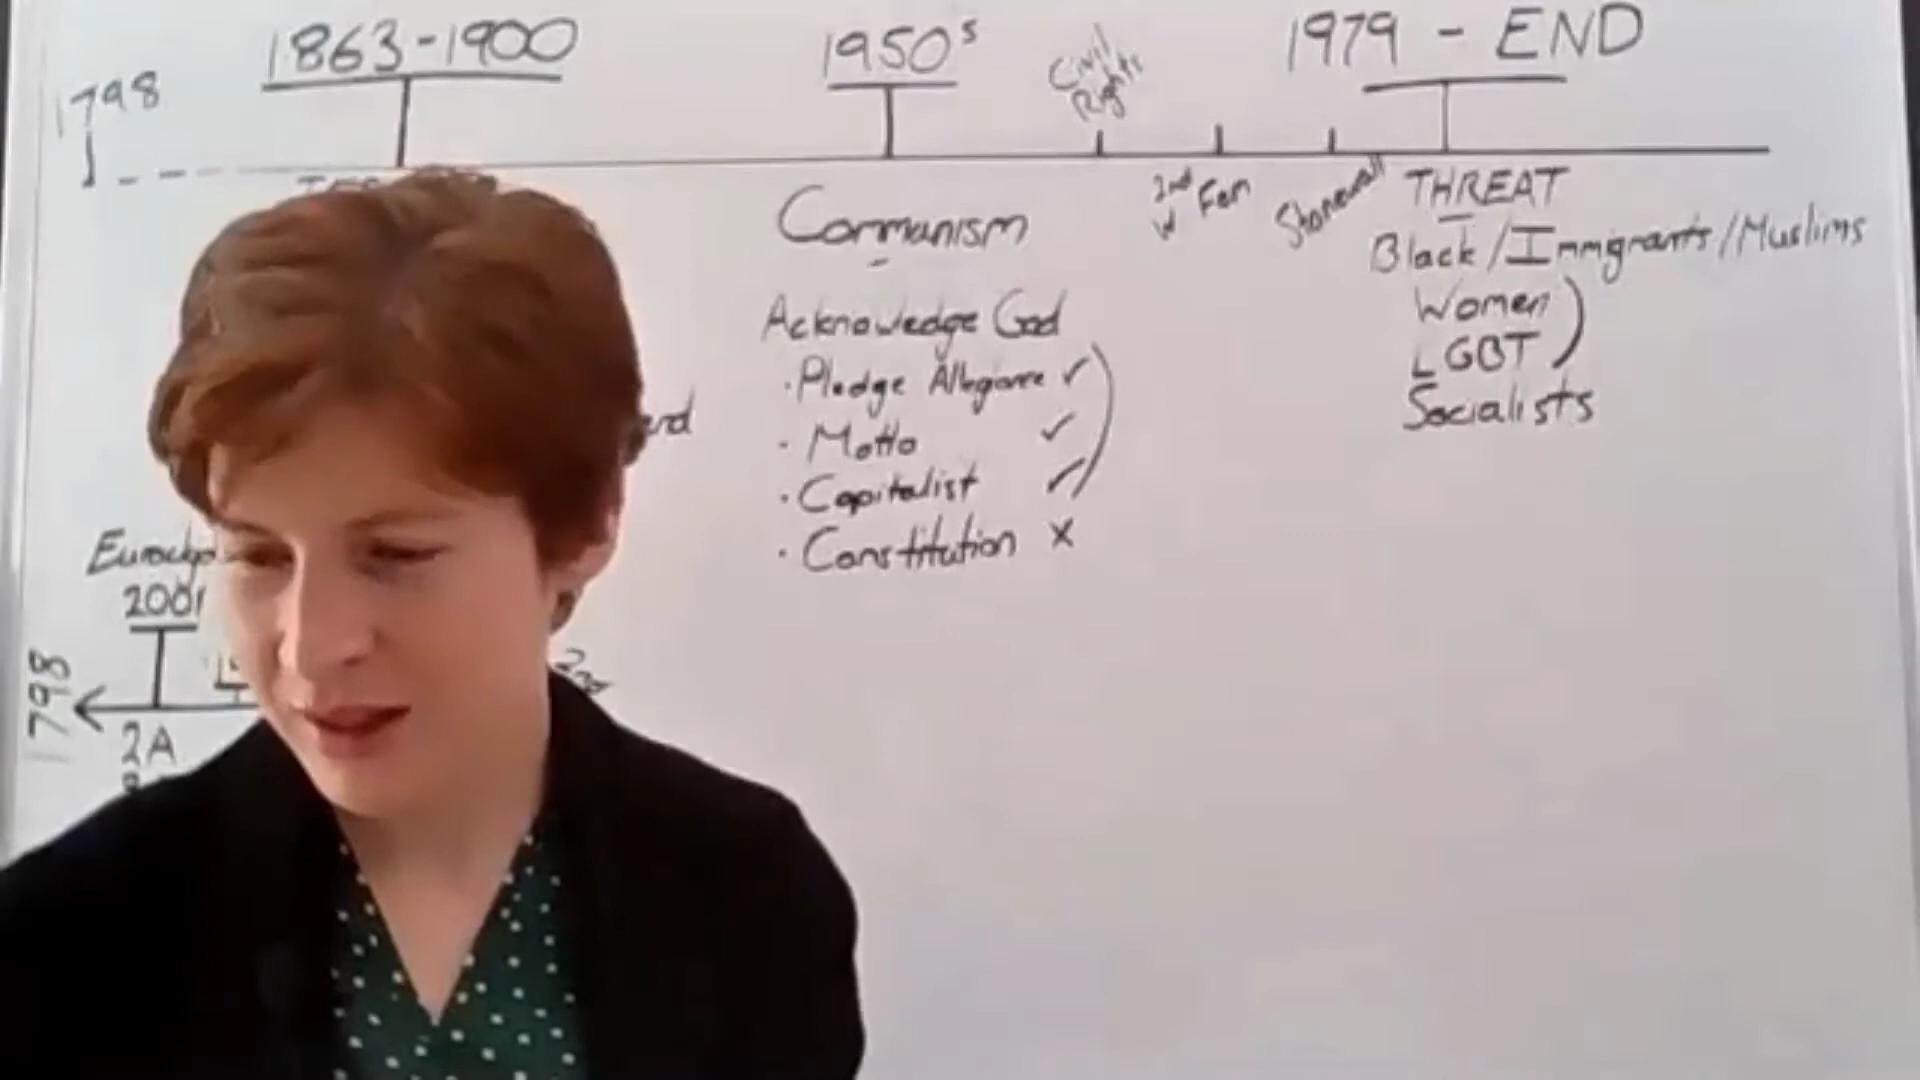 1798
1863-1900
1950s
Civil
Rights
1979 - END
2nd
W Fem
Stonewall
THREAT
Black/Immigrants/Muslims
Women
LGBT
Socialists
Communism
Acknowledge God
· Pledge Allegiance ✓
· Motto ✓
· Capitalist ✓
· Constitution x
2001
1798
2A
2nd